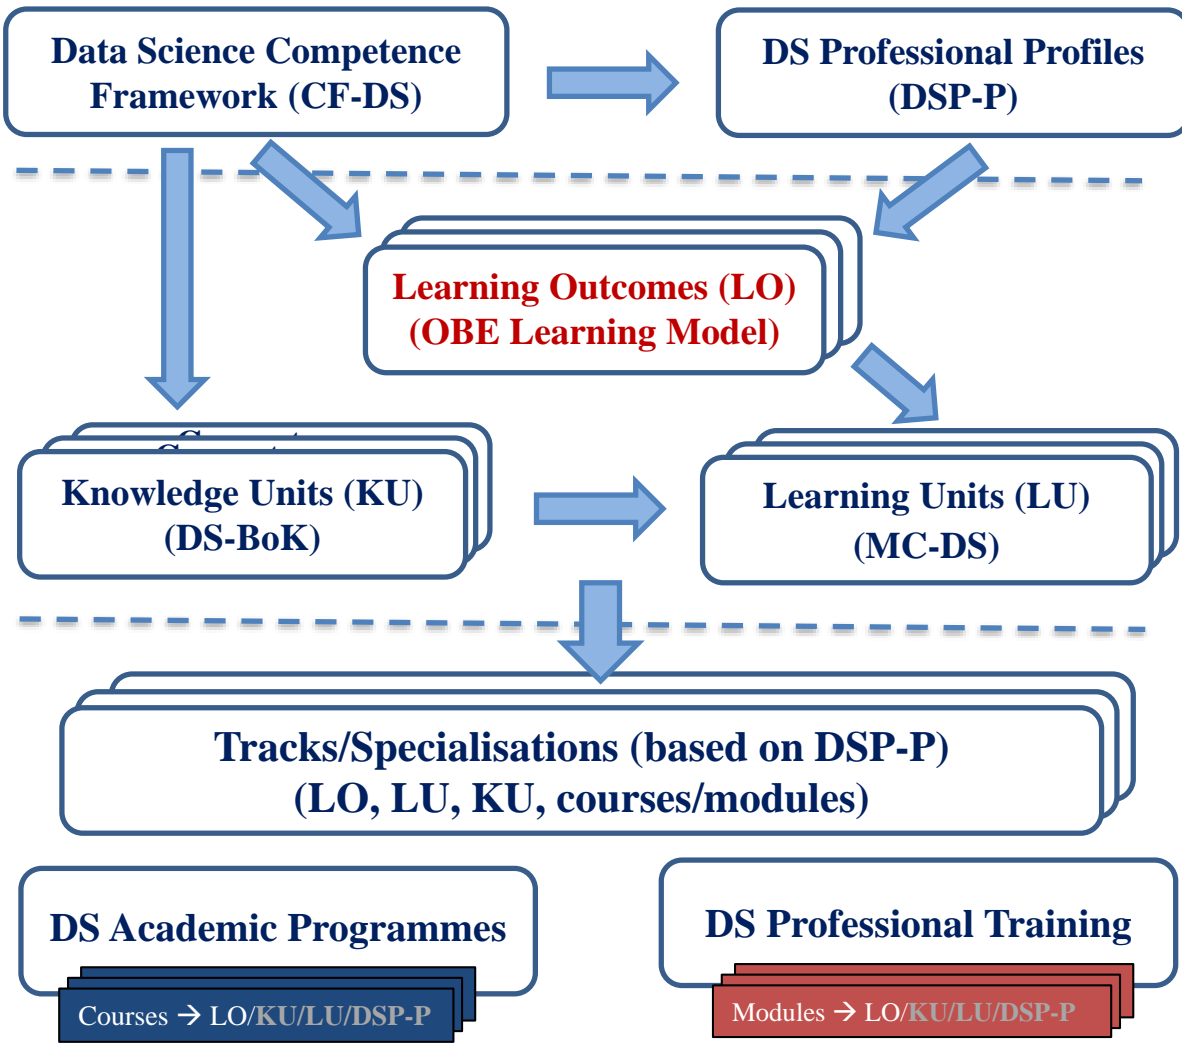 Data Science Competence
Framework (CF-DS)
DS Professional Profiles
(DSP-P)
Learning Outcomes (LO)
(OBE Learning Model)
Knowledge Units (KU)
(DS-BoK)
Learning Units (LU)
(MC-DS)
Tracks/Specialisations (based on DSP-P)
(LO, LU, KU, courses/modules)
DS Academic Programmes
Courses → LO/KU/LU/DSP-P
DS Professional Training
Modules → LO/KU/LU/DSP-P